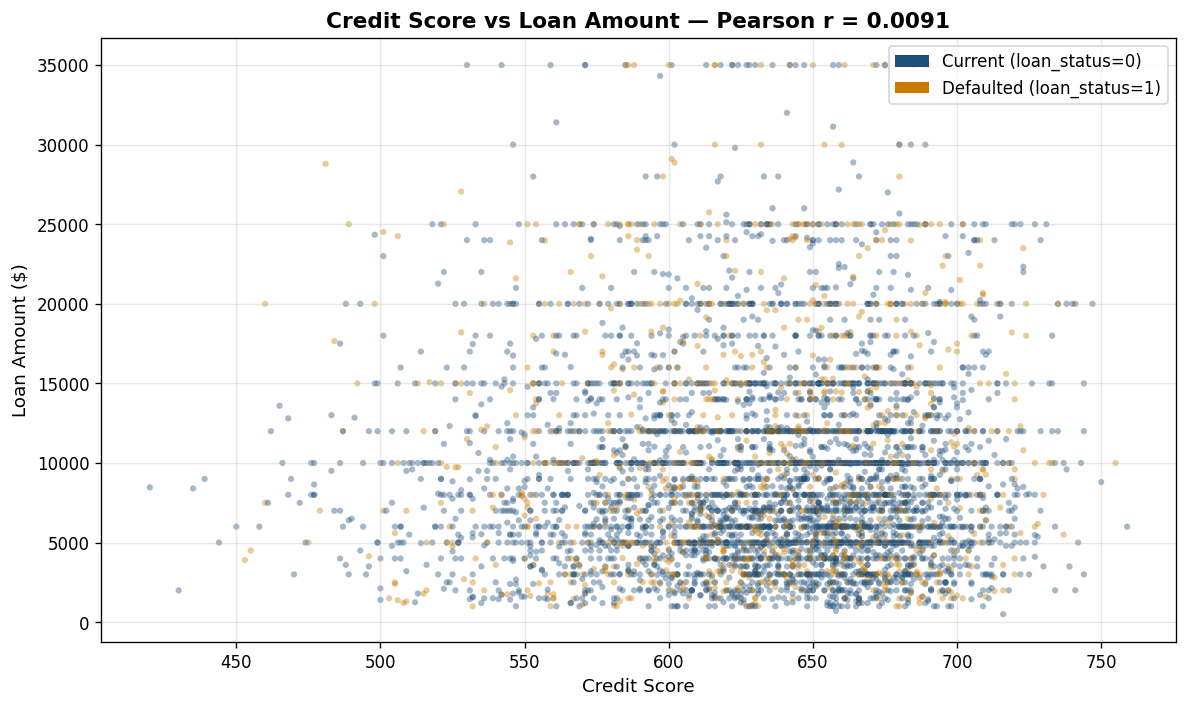 Credit Score vs Loan Amount — Pearson r = 0.0091
Current (loan_status=0)
Defaulted (loan_status=1)
Loan Amount ($)
35000
30000
25000
20000
15000
10000
5000
0
450 500 550 600 650 700 750
Credit Score